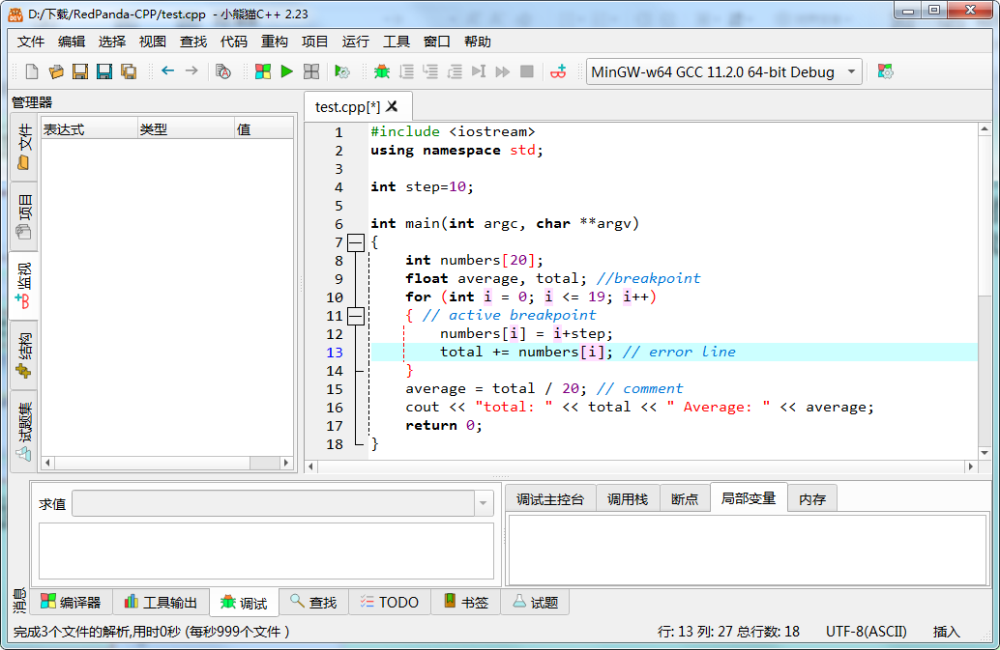 D:/下载/RedPanda-CPP/test.cpp - 小熊猫C++ 2.23
文件 编辑 选择 视图 查找 代码 重构 项目 运行 工具 窗口 帮助
MinGW-w64 GCC 11.2.0 64-bit Debug
管理器
文件
项目
监视
结构
试题集
表达式 类型 值
test.cpp[*]
1 #include <iostream>
2 using namespace std;
3
4 int step=10;
5
6 int main(int argc, char **argv)
7 {
8 int numbers[20];
9 float average, total; //breakpoint
10 for (int i = 0; i <= 19; i++)
11 { // active breakpoint
12 numbers[i] = i+step;
13 total += numbers[i]; // error line
14 }
15 average = total / 20; // comment
16 cout << "total: " << total << " Average: " << average;
17 return 0;
18 }
求值
调试主控台 调用栈 断点 局部变量 内存
消息
编译器 工具输出 调试 查找 TODO 书签 试题
完成3个文件的解析,用时0秒 (每秒999个文件 )
行: 13 列: 27 总行数: 18 UTF-8(ASCII) 插入